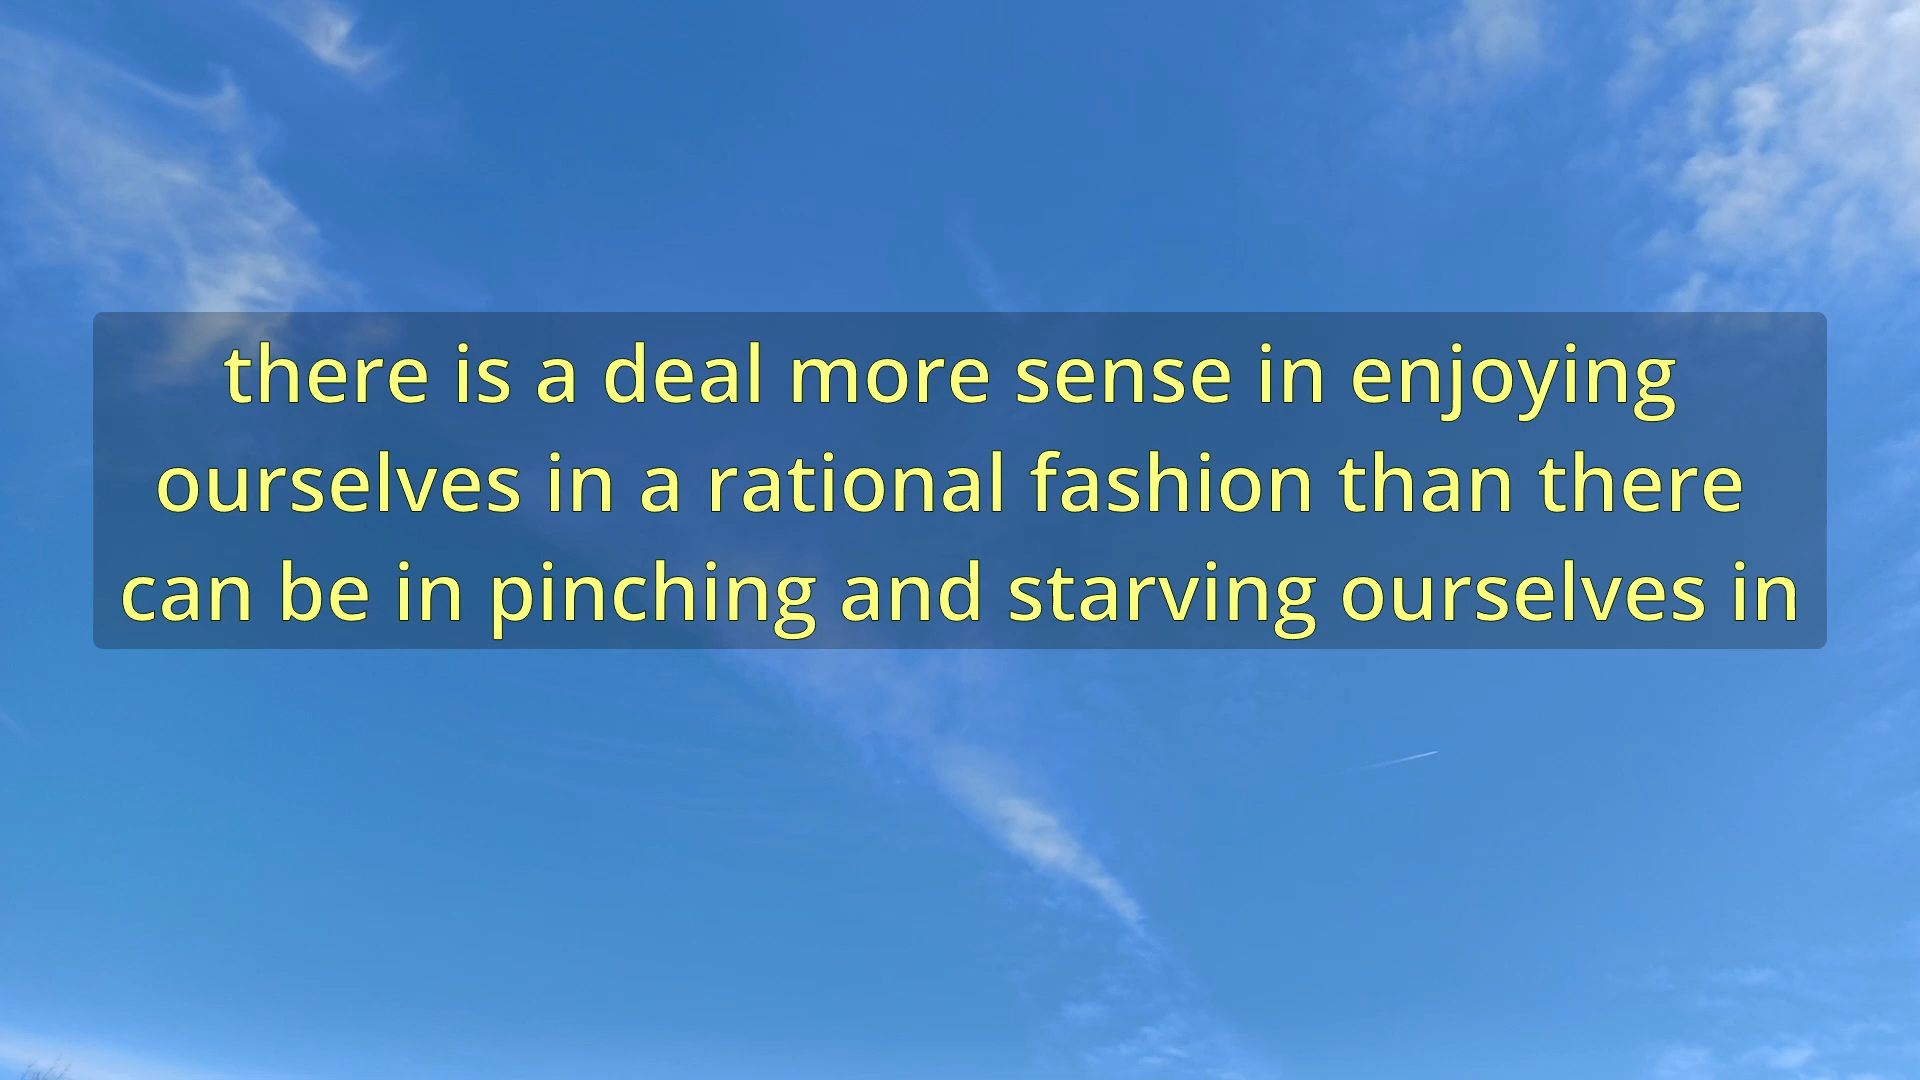 there is a deal more sense in enjoying
ourselves in a rational fashion than there
can be in pinching and starving ourselves in